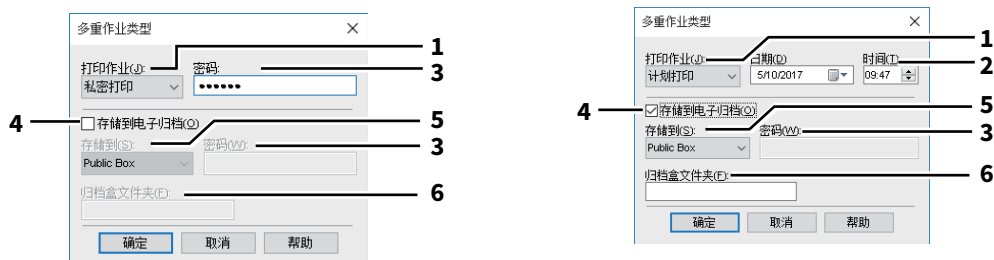 多重作业类型
打印作业(J):
密码:
1
3
私密打印
●●●●●●
4
存储到电子归档(O)
5
存储到(S):
密码(W):
3
Public Box
归档盒文件夹(F):
6
确定
取消
帮助
多重作业类型
打印作业(J):
日期(D)
时间(T)
1
2
计划打印
5/10/2017
09:47
4
存储到电子归档(O)
5
存储到(S):
密码(W):
3
Public Box
归档盒文件夹(F):
6
确定
取消
帮助